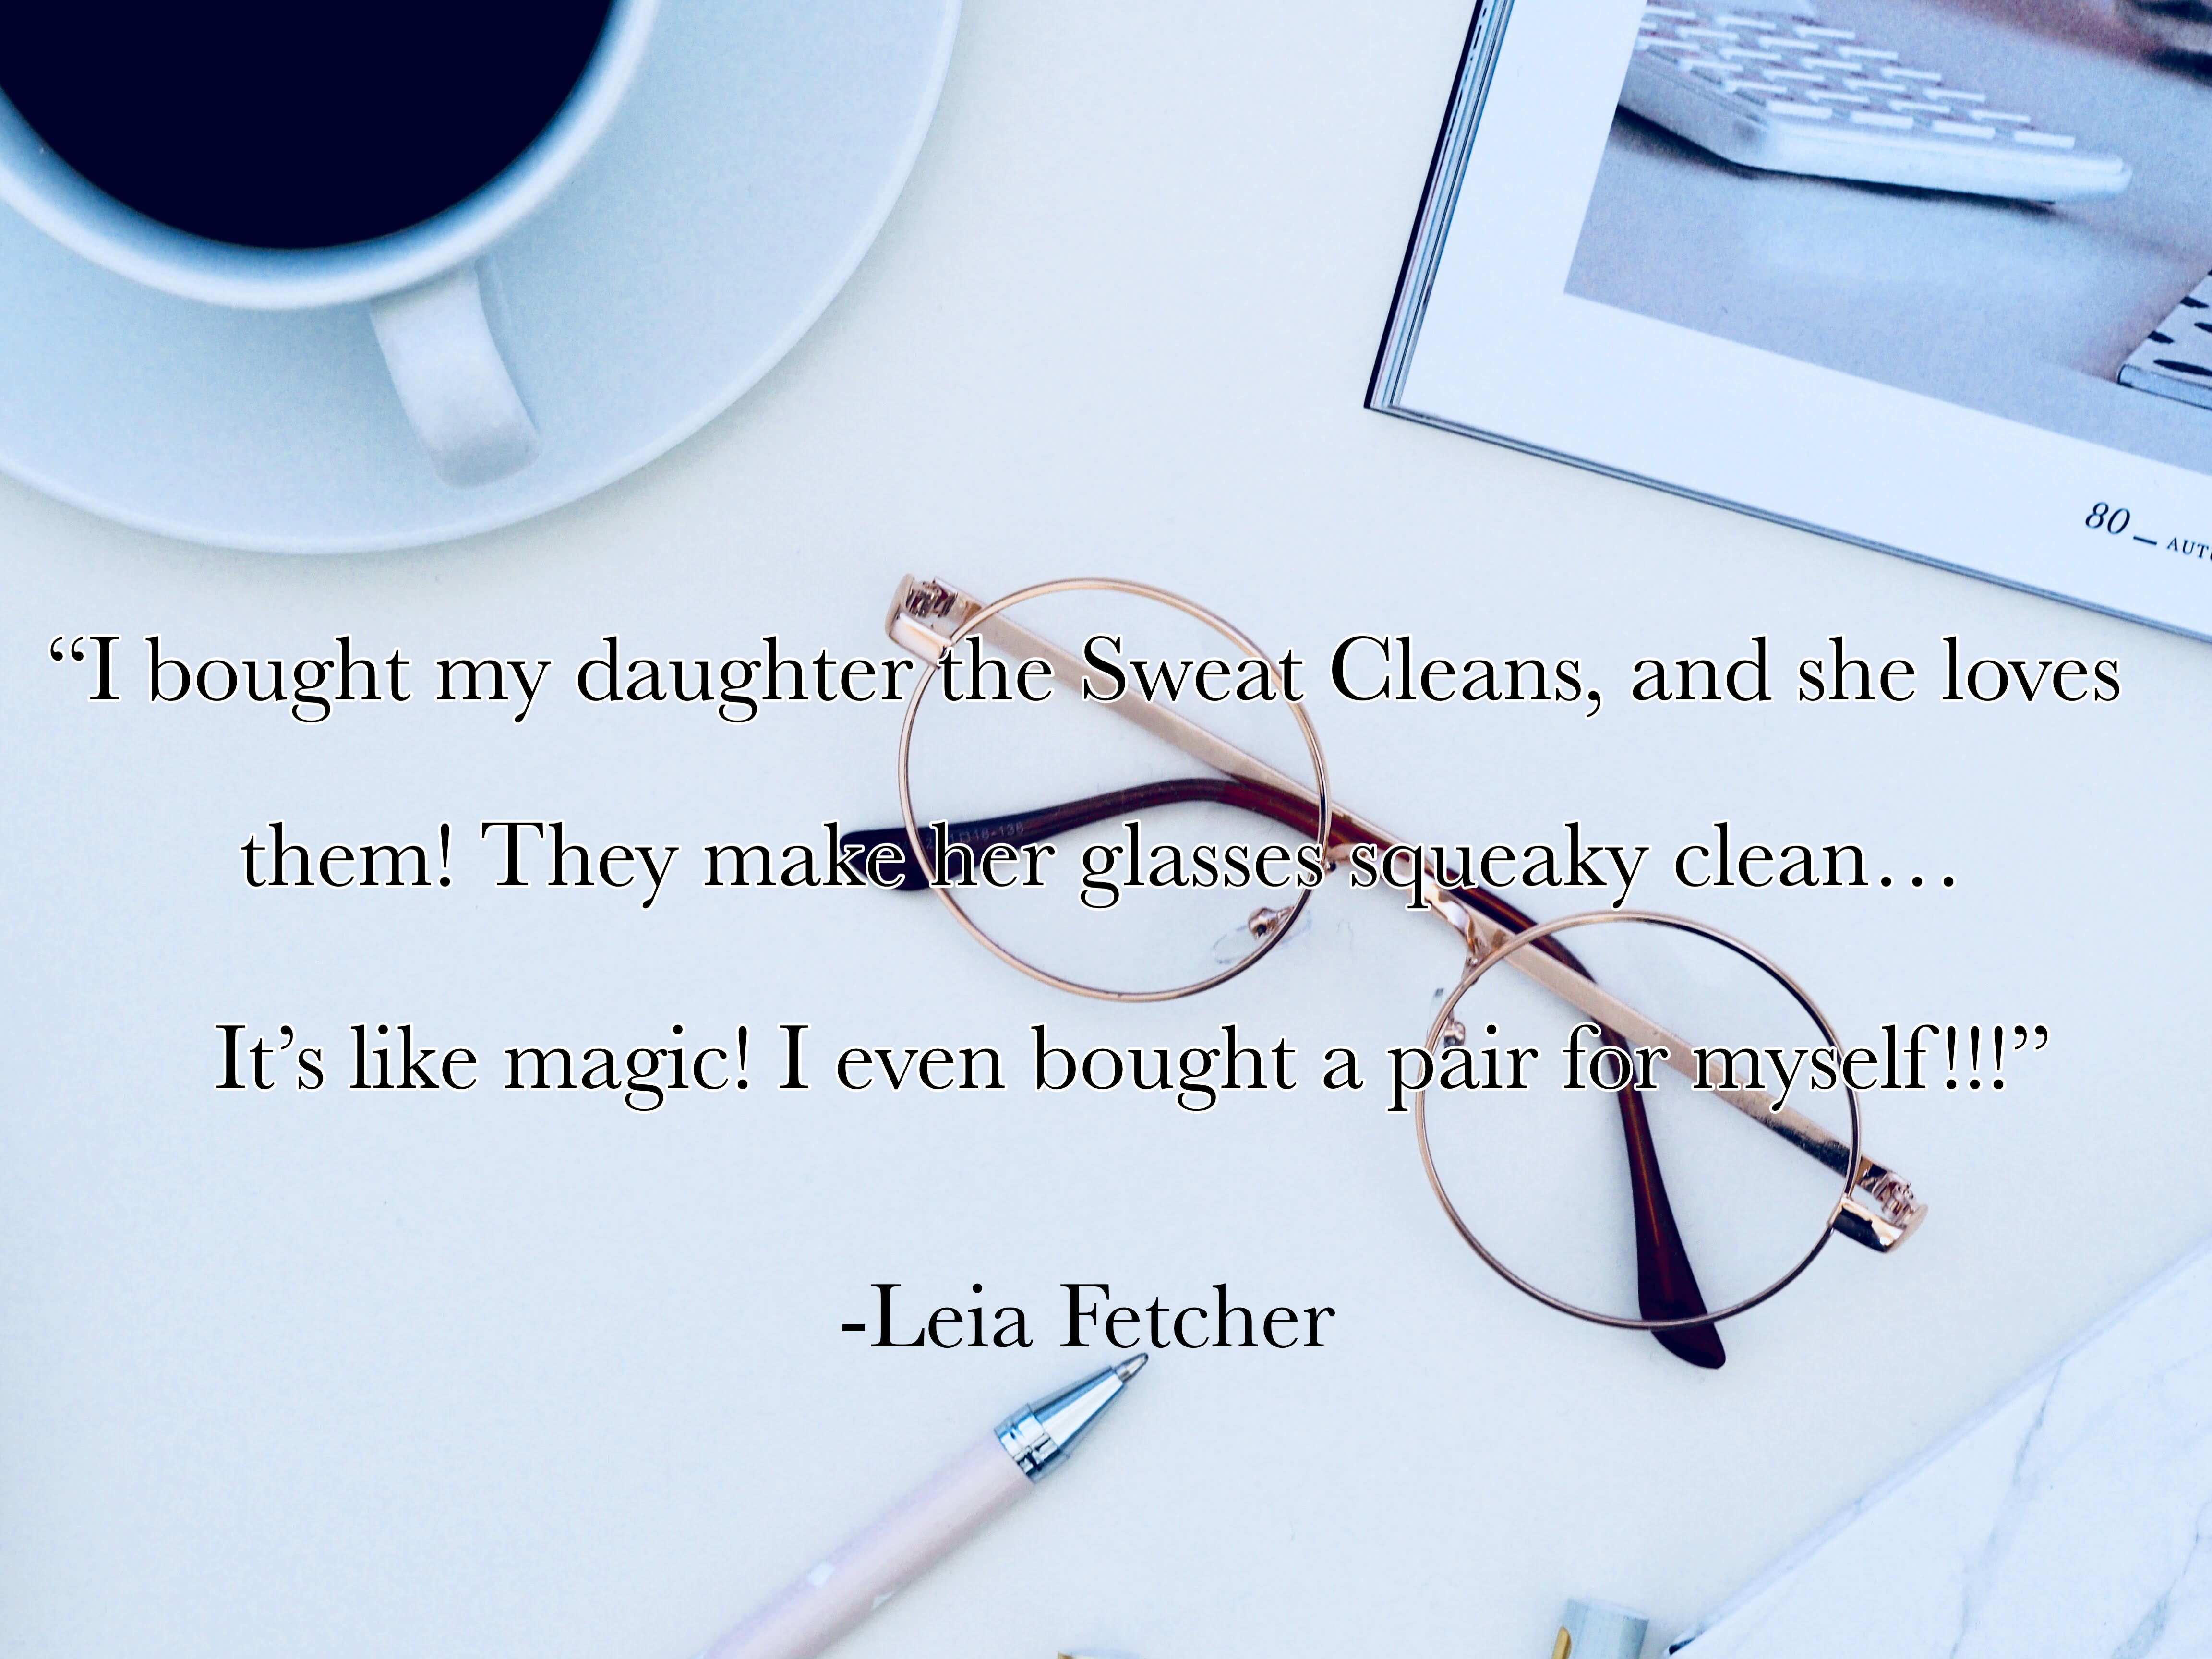 80 — AUT
“I bought my daughter the Sweat Cleans, and she loves
them! They make her glasses squeaky clean…
It’s like magic! I even bought a pair for myself!!!”
-Leia Fetcher